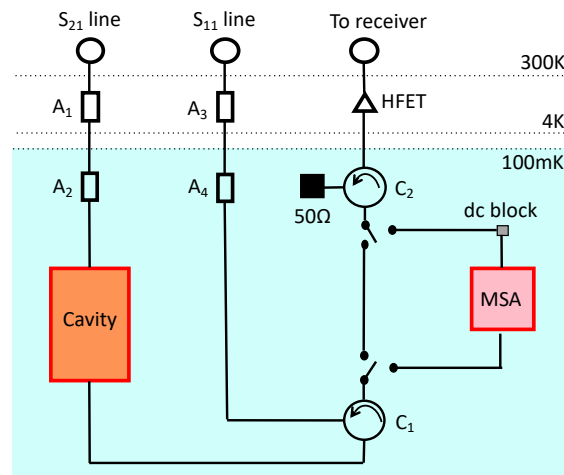 S21 line
S11 line
To receiver
300K
A1
A3
HFET
4K
100mK
A2
A4
C2
50Ω
dc block
Cavity
MSA
C1